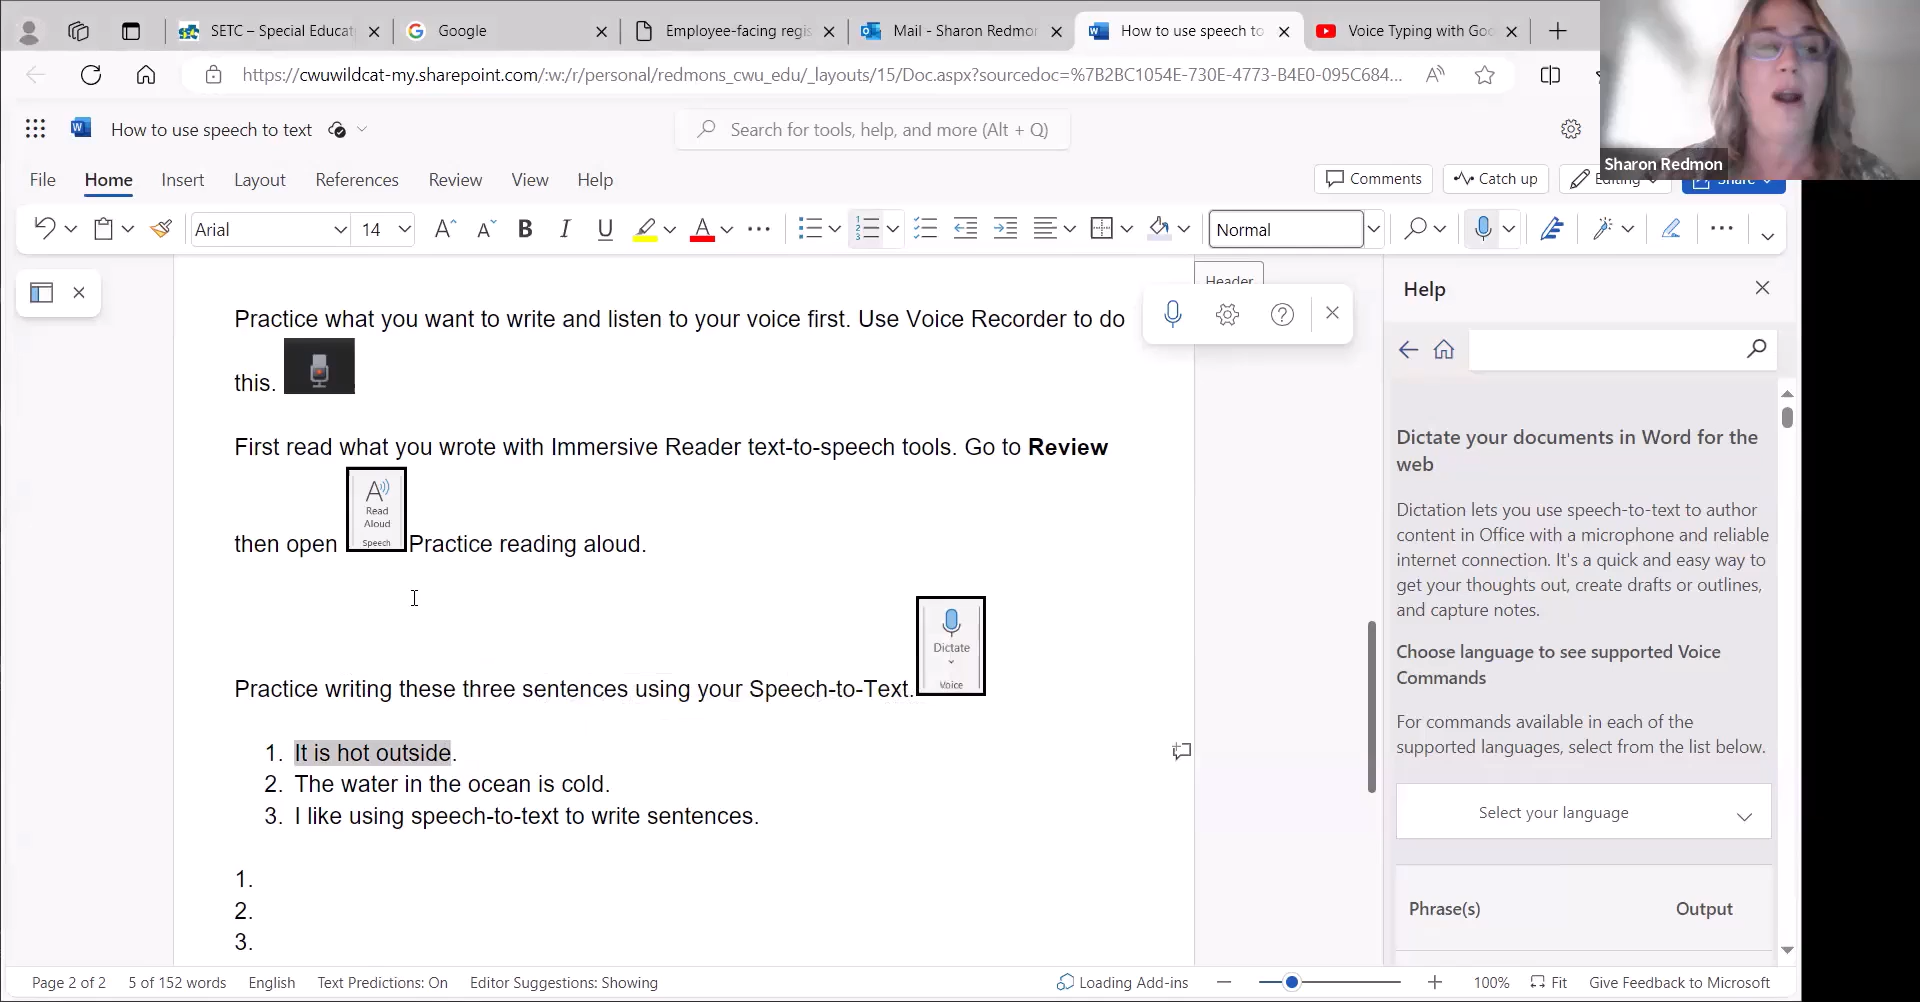 SETC – Special Educat
Google
Employee-facing regis
Mail - Sharon Redmon
How to use speech to
Voice Typing with Goo
https://cwuwildcat-my.sharepoint.com/:w:/r/personal/redmons_cwu_edu/_layouts/15/Doc.aspx?sourcedoc=%7B2BC1054E-730E-4773-B4E0-095C684...
How to use speech to text
Search for tools, help, and more (Alt + Q)
Sharon Redmon
File Home Insert Layout References Review View Help
Comments Catch up Editing Share
Arial 14 Normal
Header
Practice what you want to write and listen to your voice first. Use Voice Recorder to do
this.
First read what you wrote with Immersive Reader text-to-speech tools. Go to Review
Read
Aloud
Speech
then open Practice reading aloud.
Dictate
Voice
Practice writing these three sentences using your Speech-to-Text.
1. It is hot outside.
2. The water in the ocean is cold.
3. I like using speech-to-text to write sentences.
1.
2.
3.
Help
Dictate your documents in Word for the
web
Dictation lets you use speech-to-text to author
content in Office with a microphone and reliable
internet connection. It's a quick and easy way to
get your thoughts out, create drafts or outlines,
and capture notes.
Choose language to see supported Voice
Commands
For commands available in each of the
supported languages, select from the list below.
Select your language
Phrase(s) Output
Page 2 of 2 5 of 152 words English Text Predictions: On Editor Suggestions: Showing Loading Add-ins 100% Fit Give Feedback to Microsoft